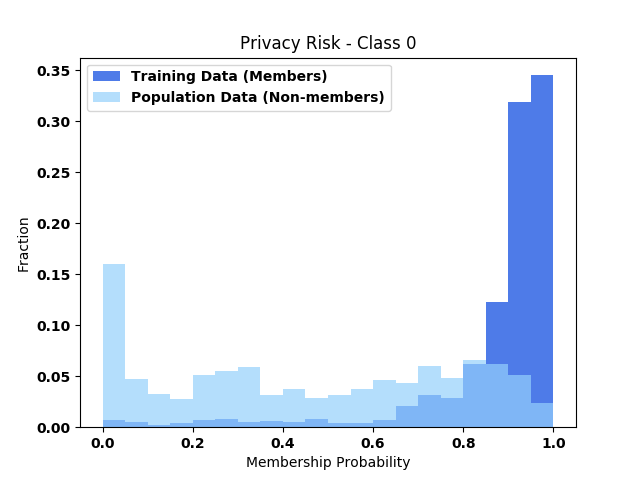 Privacy Risk - Class 0
Training Data (Members)
Population Data (Non-members)
0.35
0.30
0.25
0.20
0.15
0.10
0.05
0.00
Fraction
0.0 0.2 0.4 0.6 0.8 1.0
Membership Probability